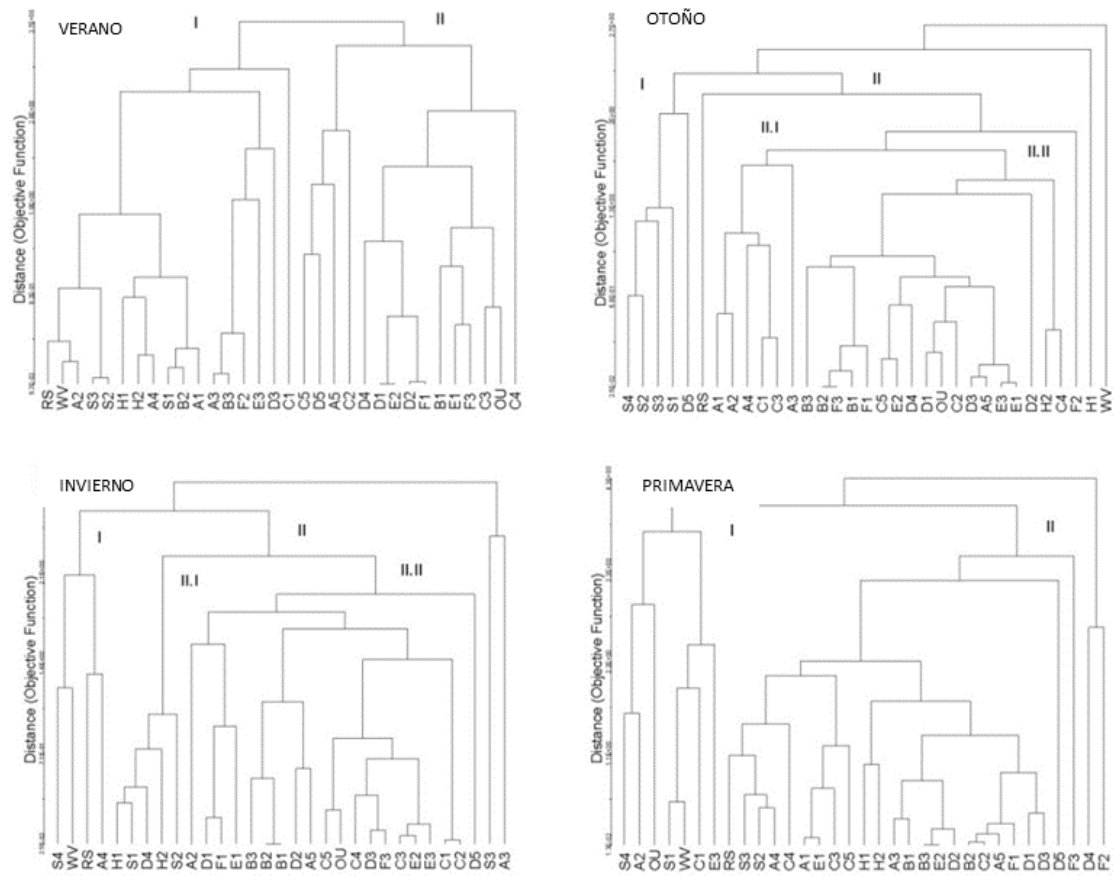 VERANO
I
II
Distance (Objective Function)
RS WV A2 S3 S2 H1 H2 A4 S1 B2 A1 A3 B3 F2 E3 D3 C1 C5 D5 A5 C2 D4 D1 E2 D2 F1 B1 E1 F3 C3 OU C4
OTOÑO
I
II
II.I
II.II
Distance (Objective Function)
S4 S2 S3 S1 D5 RS A1 A2 A4 C1 C3 A3 B3 B2 F3 B1 F1 C5 E2 D4 D1 OU C2 D3 A5 E3 E1 D2 H2 C4 F2 H1 WV
INVIERNO
I
II
II.I
II.II
Distance (Objective Function)
S4 WV RS A4 H1 S1 D4 H2 S2 A2 D1 F1 E1 B3 B2 B1 D2 A5 C5 OU C4 D3 F3 C3 E2 E3 C1 C2 D5 S3 A3
PRIMAVERA
I
II
Distance (Objective Function)
S4 A2 OU S1 WV C1 E3 RS S3 S2 A4 C4 A1 E1 C3 C5 H1 H2 A3 B1 B3 E2 D2 B2 C2 A5 F1 D1 D3 D5 F3 D4 F2